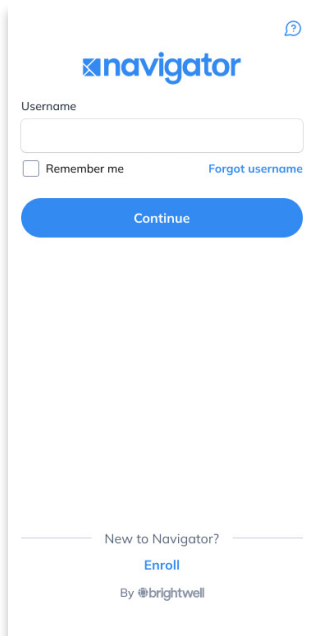 navigator
Username
Remember me Forgot username
Continue
New to Navigator?
Enroll
By brightwell